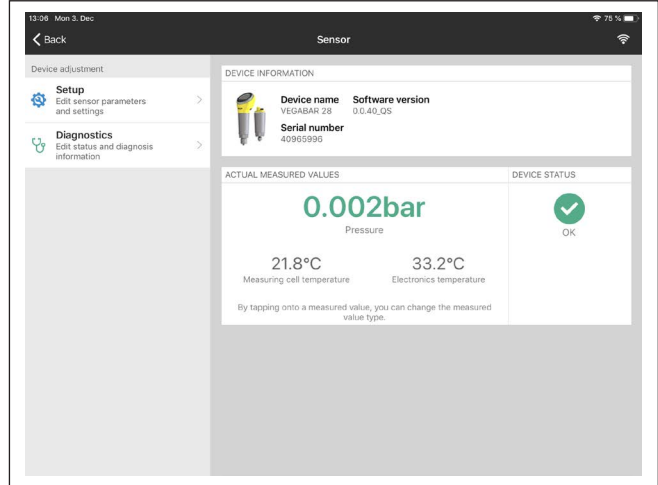 13:06 Mon 3. Dec
75 %
Back
Sensor
Device adjustment
Setup
Edit sensor parameters
and settings
Diagnostics
Edit status and diagnosis
information
DEVICE INFORMATION
Device name
VEGABAR 28
Software version
0.0.40_QS
Serial number
40965996
ACTUAL MEASURED VALUES
0.002bar
Pressure
21.8°C
Measuring cell temperature
33.2°C
Electronics temperature
By tapping onto a measured value, you can change the measured
value type.
DEVICE STATUS
OK